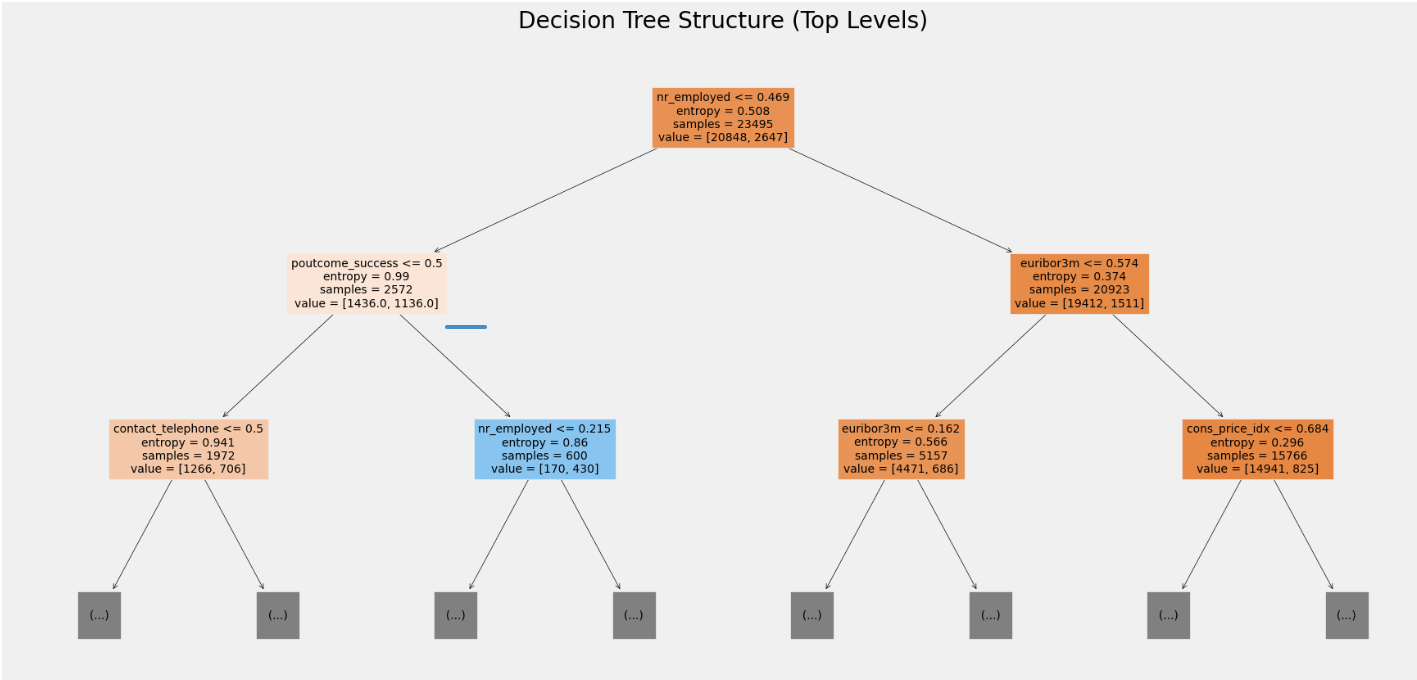 Decision Tree Structure (Top Levels)
nr_employed <= 0.469
entropy = 0.508
samples = 23495
value = [20848, 2647]
poutcome_success <= 0.5
entropy = 0.99
samples = 2572
value = [1436.0, 1136.0]
euribor3m <= 0.574
entropy = 0.374
samples = 20923
value = [19412, 1511]
contact_telephone <= 0.5
entropy = 0.941
samples = 1972
value = [1266, 706]
nr_employed <= 0.215
entropy = 0.86
samples = 600
value = [170, 430]
euribor3m <= 0.162
entropy = 0.566
samples = 5157
value = [4471, 686]
cons_price_idx <= 0.684
entropy = 0.296
samples = 15766
value = [14941, 825]
(...)
(...)
(...)
(...)
(...)
(...)
(...)
(...)